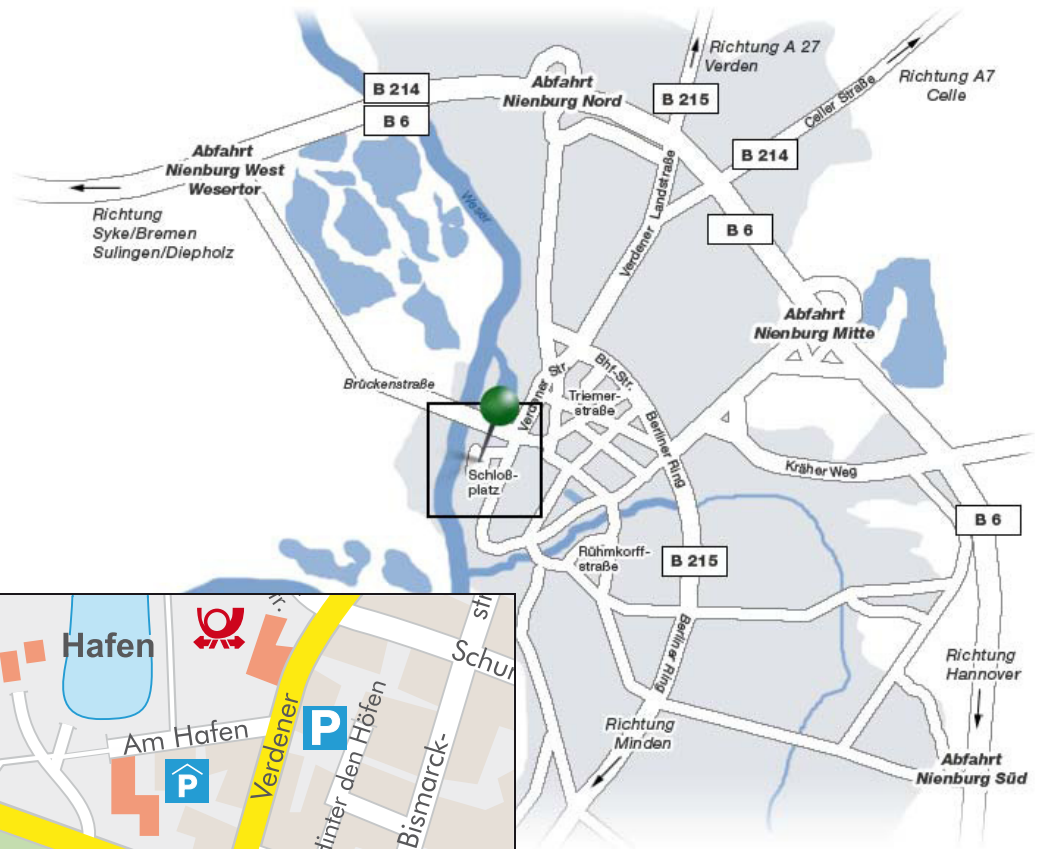 Richtung A 27
Verden
Richtung A7
Celle
B 214
B 6
Abfahrt
Nienburg Nord
B 215
Celler Straße
B 214
Abfahrt
Nienburg West
Wesertor
Richtung
Syke/Bremen
Sulingen/Diepholz
Weser
Verdener Landstraße
B 6
Abfahrt
Nienburg Mitte
Brückenstraße
Verdener Str.
Bhf-Str.
Triemer-
straße
Berliner Ring
Kräher Weg
Schloß-
platz
B 6
Rühmkorff-
straße
B 215
Berliner Ring
Richtung
Hannover
Richtung
Minden
Abfahrt
Nienburg Süd
Hafen
Am Hafen
Verdener
P
P
Hinter den Höfen
Bismarck-
str
Schur
r.